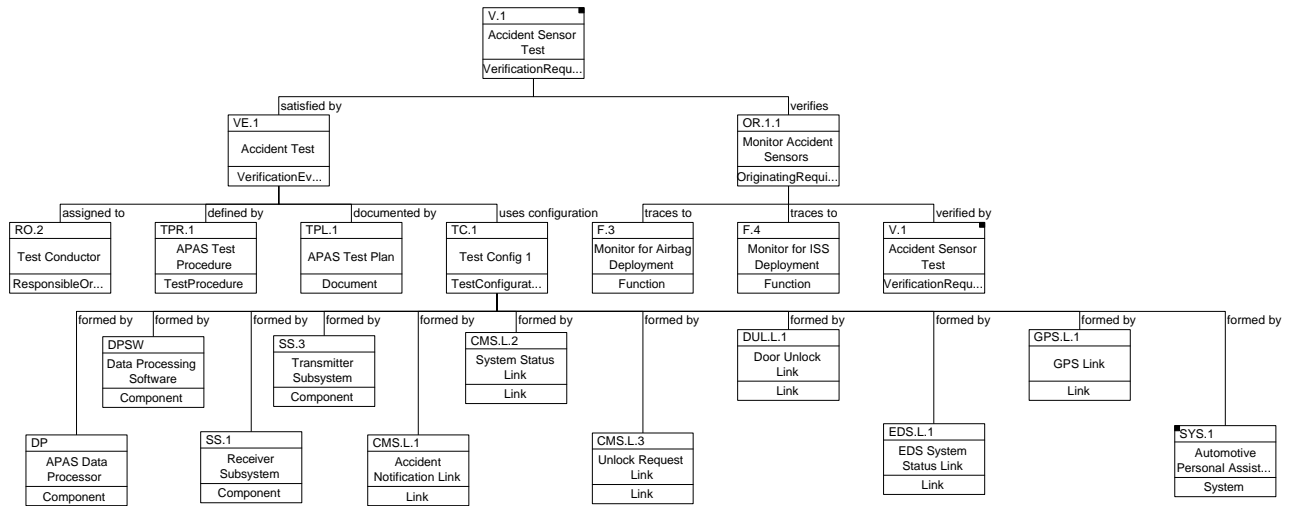 V.1
Accident Sensor
Test
VerificationRequ...
satisfied by
verifies
VE.1
Accident Test
VerificationEv...
OR.1.1
Monitor Accident
Sensors
OriginatingRequi...
assigned to
defined by
documented by
uses configuration
traces to
traces to
verified by
RO.2
Test Conductor
ResponsibleOr...
TPR.1
APAS Test
Procedure
TestProcedure
TPL.1
APAS Test Plan
Document
TC.1
Test Config 1
TestConfigurat...
F.3
Monitor for Airbag
Deployment
Function
F.4
Monitor for ISS
Deployment
Function
V.1
Accident Sensor
Test
VerificationRequ...
formed by
formed by
formed by
formed by
formed by
formed by
formed by
formed by
formed by
formed by
formed by
DPSW
Data Processing
Software
Component
SS.3
Transmitter
Subsystem
Component
CMS.L.2
System Status
Link
Link
DUL.L.1
Door Unlock
Link
Link
GPS.L.1
GPS Link
Link
DP
APAS Data
Processor
Component
SS.1
Receiver
Subsystem
Component
CMS.L.1
Accident
Notification Link
Link
CMS.L.3
Unlock Request
Link
Link
EDS.L.1
EDS System
Status Link
Link
SYS.1
Automotive
Personal Assist...
System